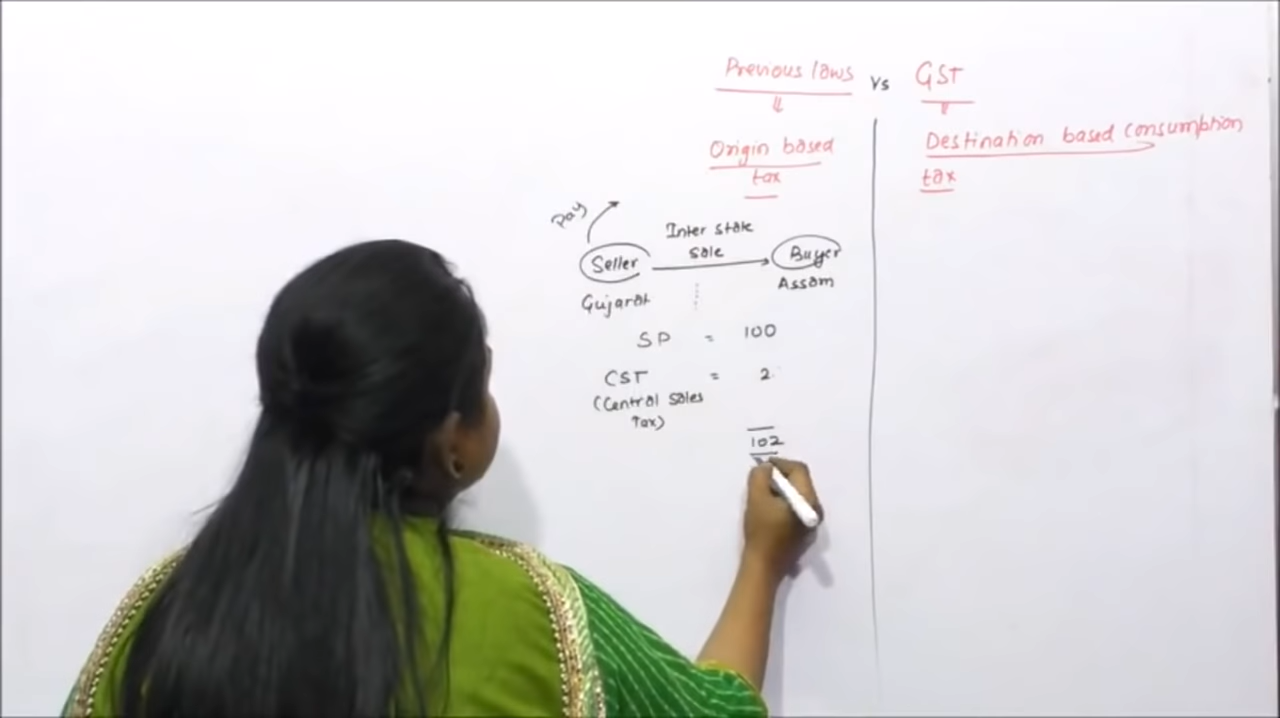 Previous laws Vs GST
⇓ ⇓
Origin based
tax
Destination based consumption
tax
Pay
Inter state
sale
Seller
Buyer
Gujarat
Assam
SP = 100
CST = 2
(Central Sales
Tax)
102